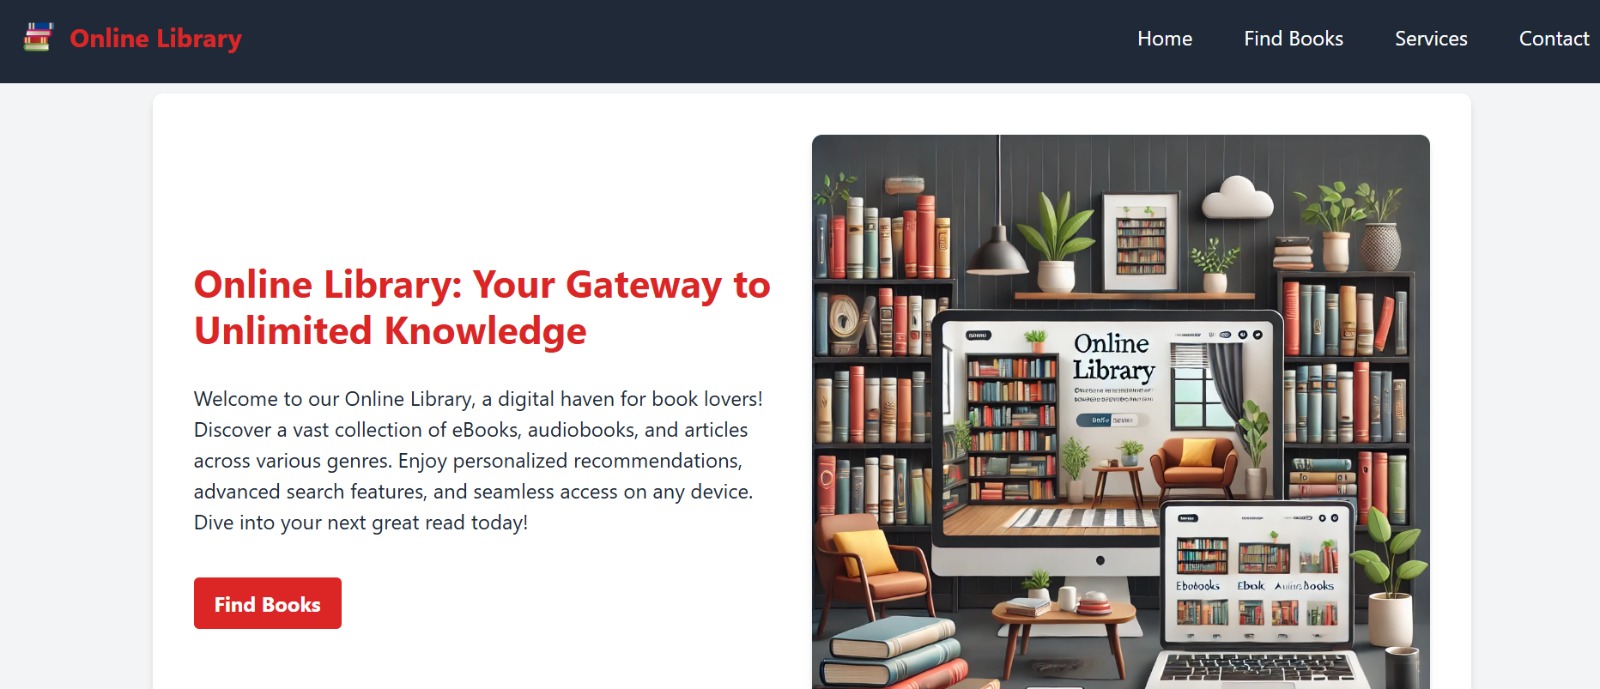 Online Library
Home
Find Books
Services
Contact
Online Library: Your Gateway to
Unlimited Knowledge
Welcome to our Online Library, a digital haven for book lovers!
Discover a vast collection of eBooks, audiobooks, and articles
across various genres. Enjoy personalized recommendations,
advanced search features, and seamless access on any device.
Dive into your next great read today!
Find Books
Online
Library
Ebobooks
Ebok
Books